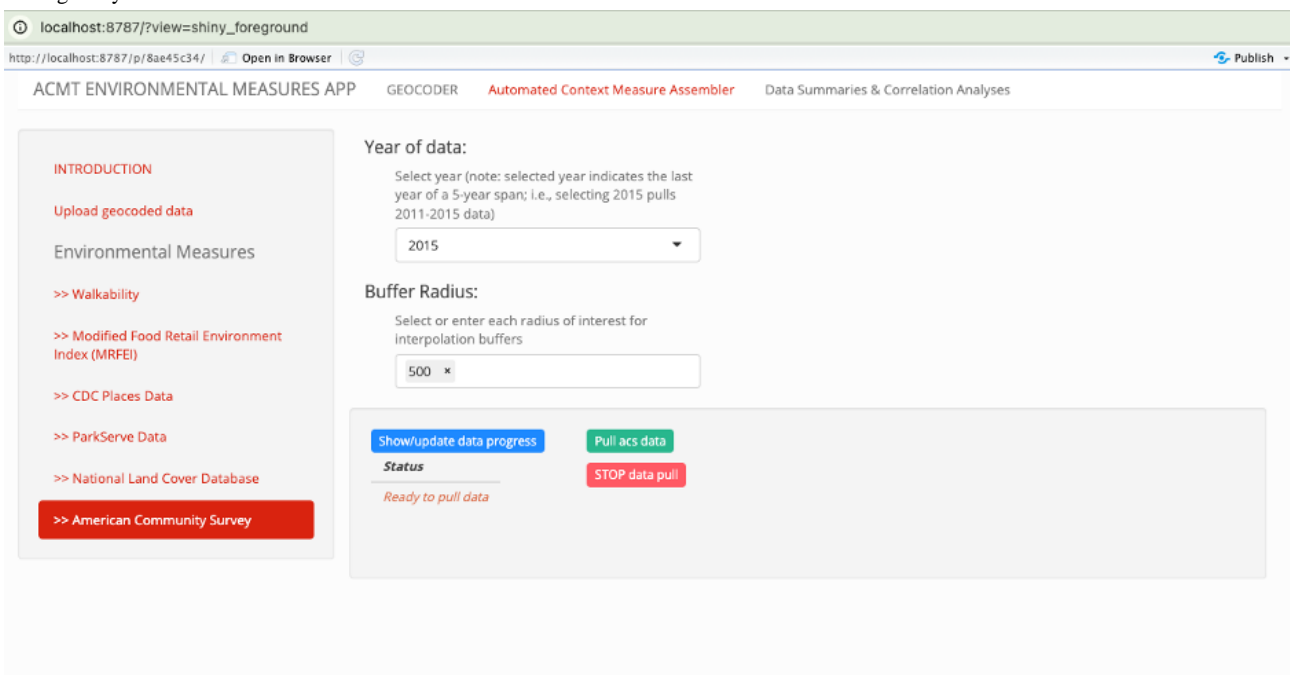 localhost:8787/?view=shiny_foreground
http://localhost:8787/p/8ae45c34/ Open in Browser Publish
ACMT ENVIRONMENTAL MEASURES APP GEOCODER Automated Context Measure Assembler Data Summaries & Correlation Analyses
INTRODUCTION
Upload geocoded data
Environmental Measures
>> Walkability
>> Modified Food Retail Environment
Index (MRFEI)
>> CDC Places Data
>> ParkServe Data
>> National Land Cover Database
>> American Community Survey
Year of data:
Select year (note: selected year indicates the last
year of a 5-year span; i.e., selecting 2015 pulls
2011-2015 data)
2015
Buffer Radius:
Select or enter each radius of interest for
interpolation buffers
500 ×
Show/update data progress Pull acs data
Status
STOP data pull
Ready to pull data